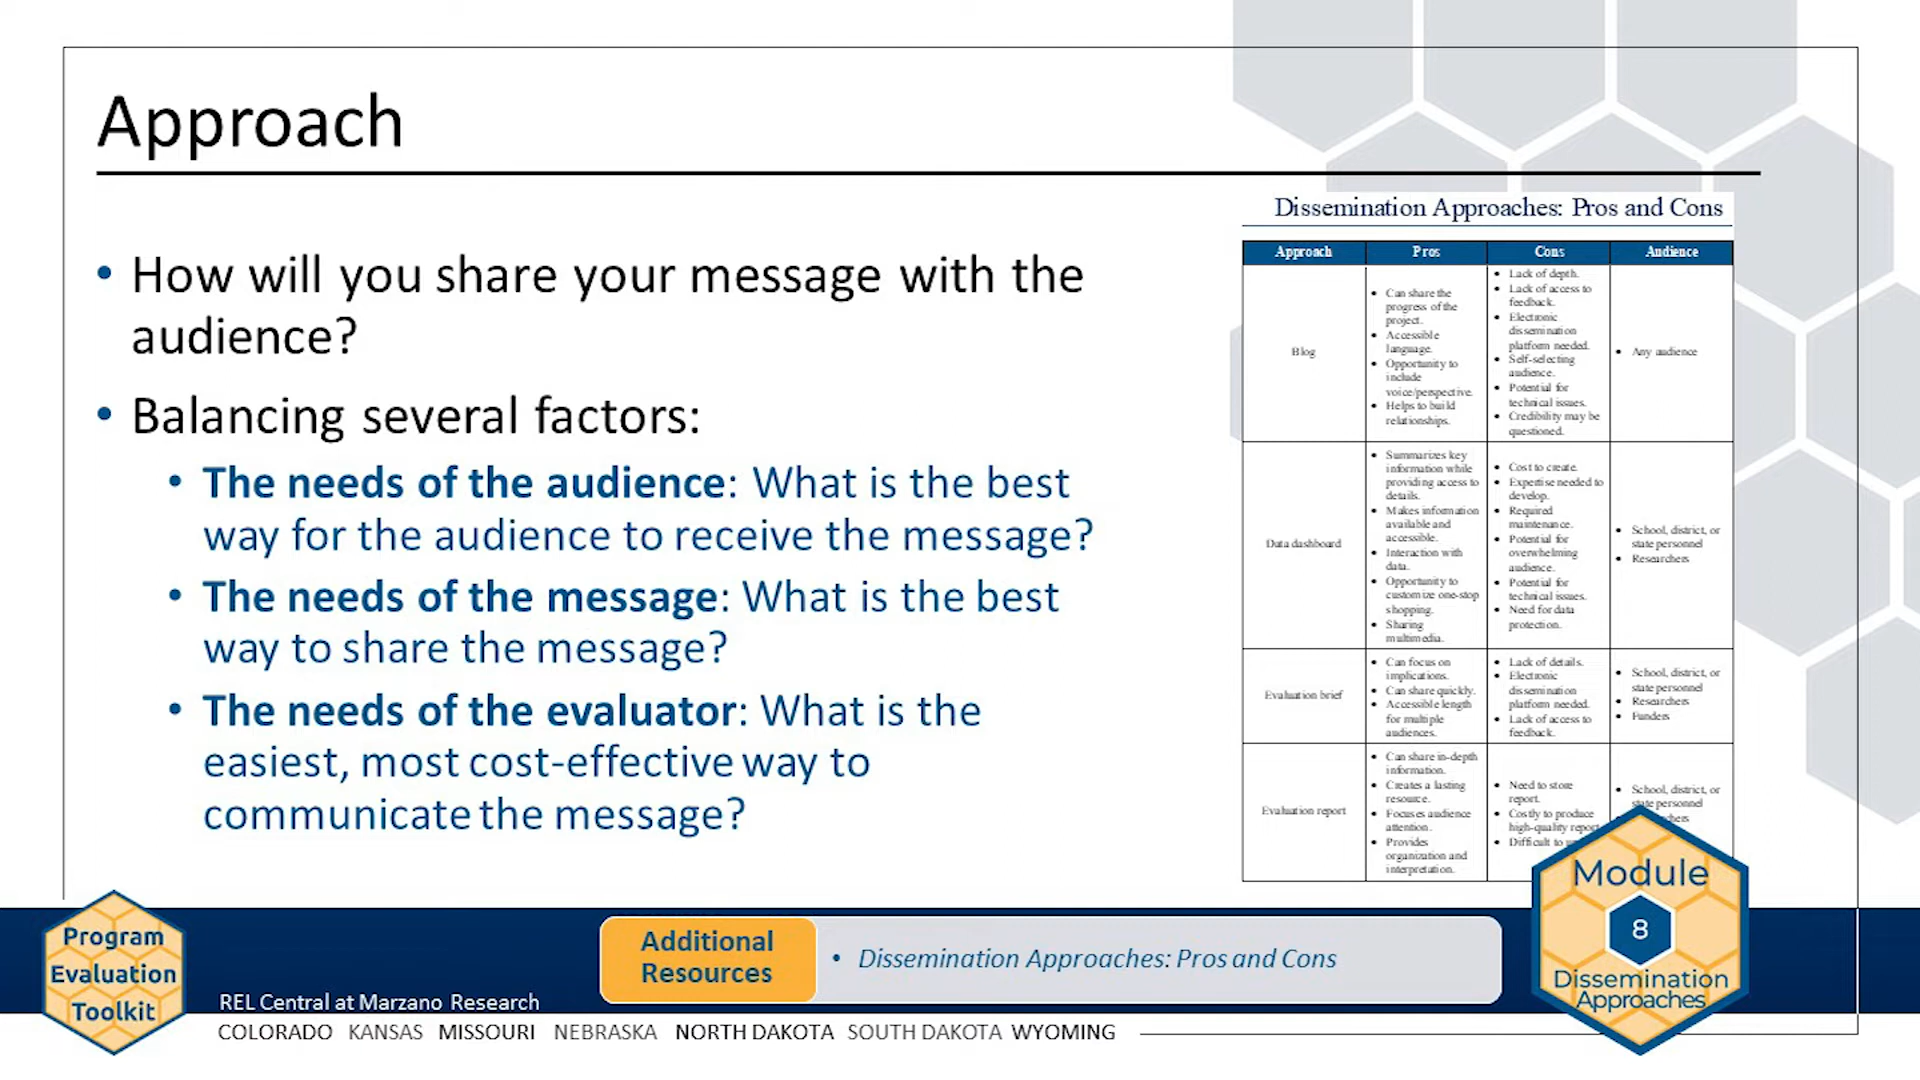 Approach
• How will you share your message with the
audience?
• Balancing several factors:
• The needs of the audience: What is the best
way for the audience to receive the message?
• The needs of the message: What is the best
way to share the message?
• The needs of the evaluator: What is the
easiest, most cost-effective way to
communicate the message?
Dissemination Approaches: Pros and Cons
Approach Pros Cons Audience
Blog
• Can share the
progress of the
project.
• Accessible
language.
• Opportunity to
include
voice/perspective.
• Helps to build
relationships.
• Lack of depth.
• Lack of access to
feedback.
• Electronic
dissemination
platform needed.
• Self-selecting
audience.
• Potential for
technical issues.
• Credibility may be
questioned.
• Any audience
Data dashboard
• Summarizes key
information while
providing access to
details.
• Makes information
available and
accessible.
• Interaction with
data.
• Opportunity to
customize one-stop
shopping.
• Sharing
multimedia.
• Cost to create.
• Expertise needed to
develop.
• Required
maintenance.
• Potential for
overwhelming
audience.
• Potential for
technical issues.
• Need for data
protection.
• School, district, or
state personnel
• Researchers
Evaluation brief
• Can focus on
implications.
• Can share quickly.
• Accessible length
for multiple
audiences.
• Lack of details.
• Electronic
dissemination
platform needed.
• Lack of access to
feedback.
• School, district, or
state personnel
• Researchers
• Funders
Evaluation report
• Can share in-depth
information.
• Creates a lasting
resource.
• Focuses audience
attention.
• Provides
organization and
interpretation.
• Need to store
report.
• Costly to produce
high-quality report
• Difficult to
• School, district, or
state personnel
Program
Evaluation
Toolkit
REL Central at Marzano Research
COLORADO KANSAS MISSOURI NEBRASKA NORTH DAKOTA SOUTH DAKOTA WYOMING
Additional
Resources
• Dissemination Approaches: Pros and Cons
Module
8
Dissemination
Approaches